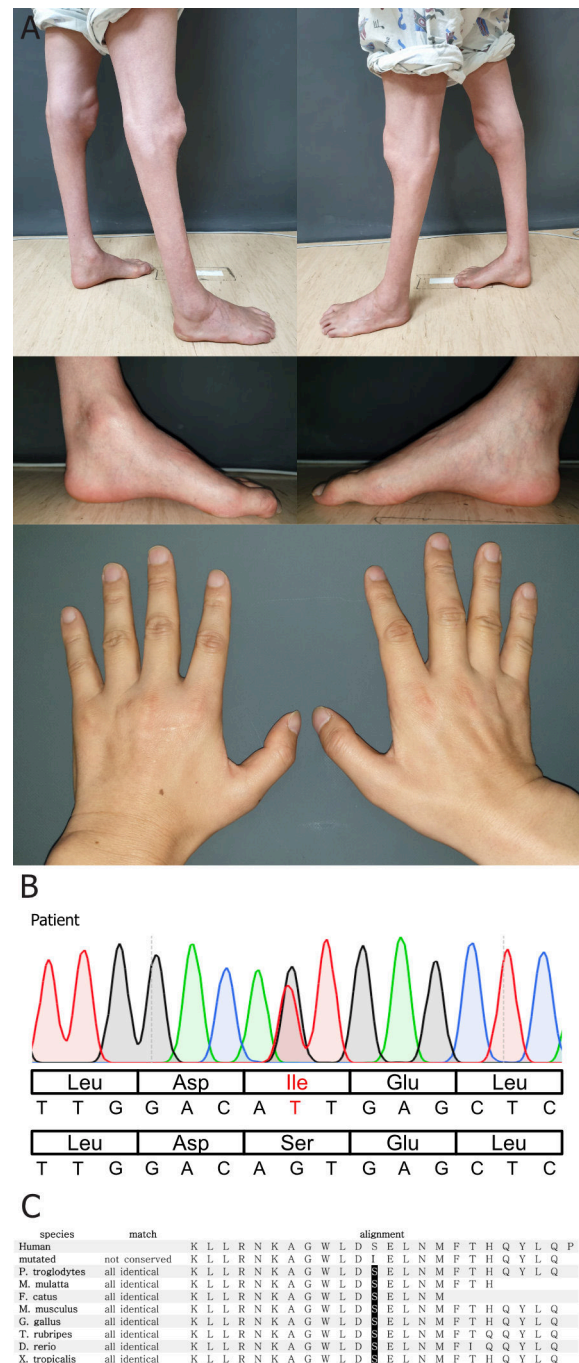 A
B
Patient
Leu Asp Ile Glu Leu
T T G G A C A T T G A G C T C
Leu Asp Ser Glu Leu
T T G G A C A G T G A G C T C
C
species match alignment
Human K L L R N K A G W L D S E L N M F T H Q Y L Q P
mutated not conserved K L L R N K A G W L D I E L N M F T H Q Y L Q
P. troglodytes all identical K L L R N K A G W L D S E L N M F T H Q Y L Q
M. mulatta all identical K L L R N K A G W L D S E L N M F T H
F. catus all identical K L L R N K A G W L D S E L N M
M. musculus all identical K L L R N K A G W L D S E L N M F T H Q Y L Q
G. gallus all identical K L L R N K A G W L D S E L N M F T H Q Y L Q
T. rubripes all identical K L L R N K A G W L D S E L N M F T Q Q Y L Q
D. rerio all identical K L L R N K A G W L D S E L N M F I Q Q Y L Q
X. tropicalis all identical K L L R N K A G W L D S E L N M F T H Q Y L Q